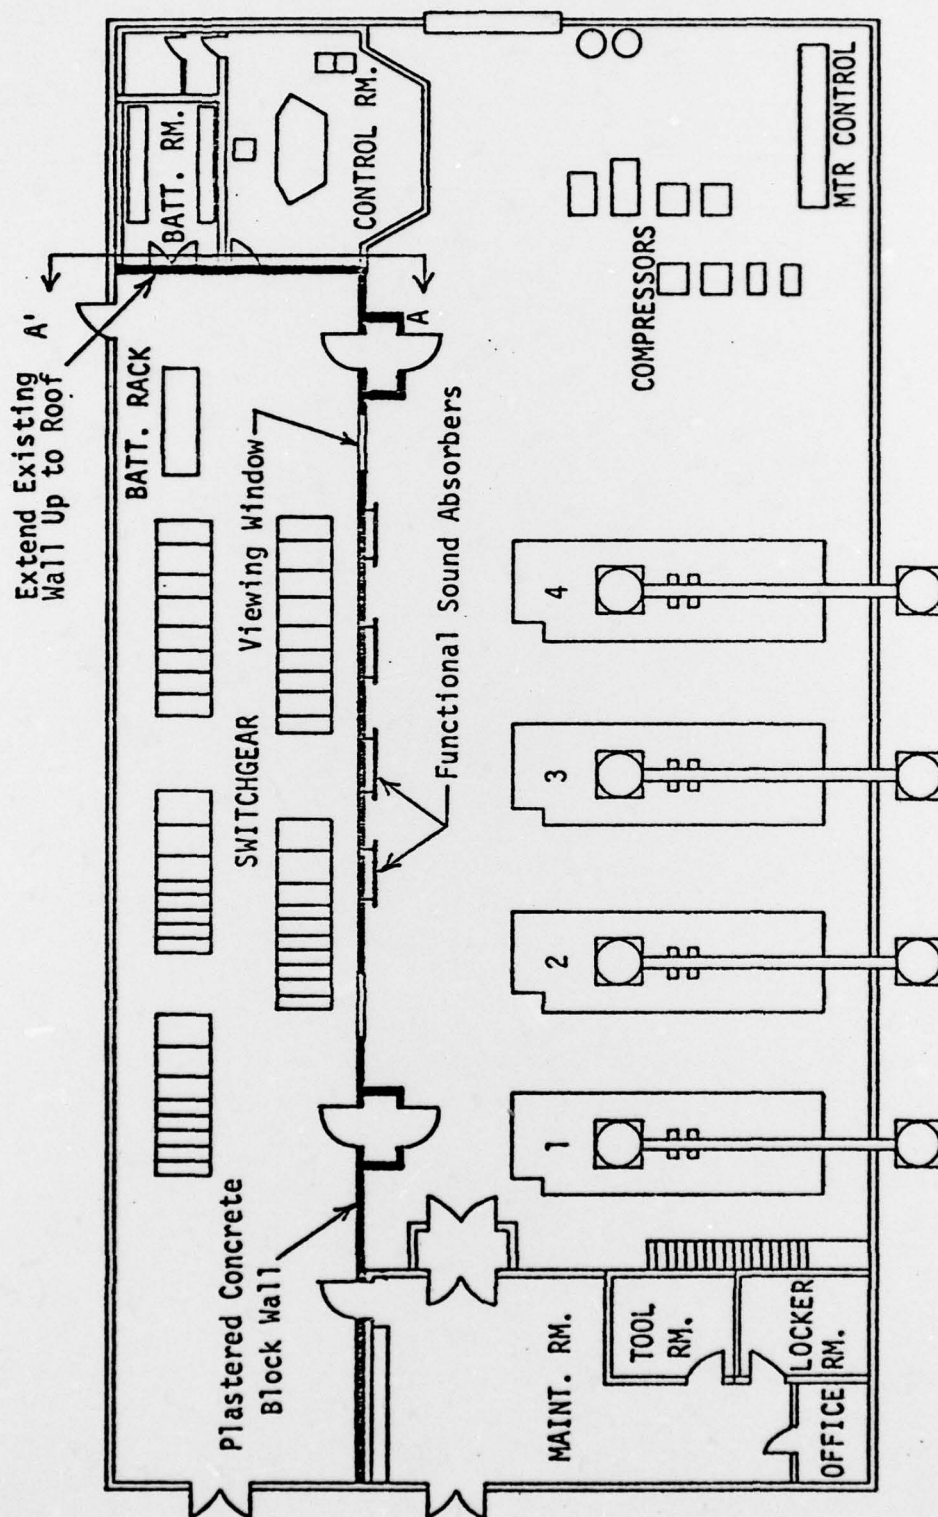 Extend Existing
Wall Up to Roof
A'
BATT. RACK
BATT. RM.
Plastered Concrete
Block Wall
SWITCHGEAR
Viewing Window
CONTROL RM.
A
Functional Sound Absorbers
MAINT. RM.
1
2
3
4
COMPRESSORS
TOOL
RM.
LOCKER
RM.
OFFICE
MTR CONTROL